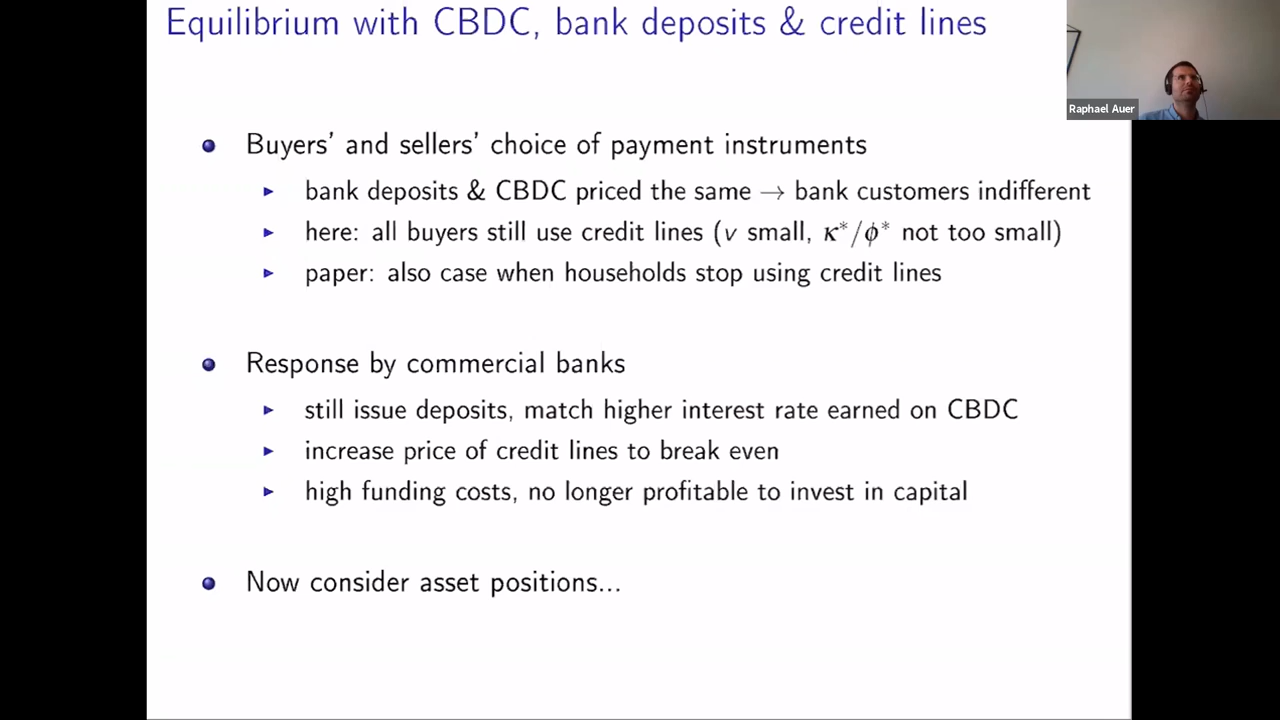 Equilibrium with CBDC, bank deposits & credit lines
Raphael Auer
Buyers' and sellers' choice of payment instruments
bank deposits & CBDC priced the same → bank customers indifferent
here: all buyers still use credit lines (v small, κ*/ϕ* not too small)
paper: also case when households stop using credit lines
Response by commercial banks
still issue deposits, match higher interest rate earned on CBDC
increase price of credit lines to break even
high funding costs, no longer profitable to invest in capital
Now consider asset positions...